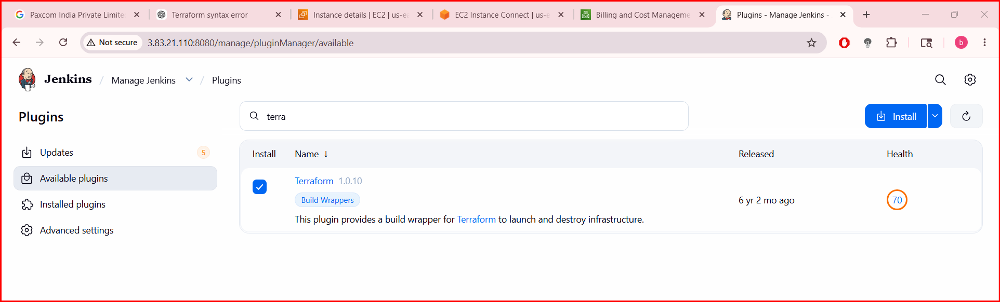 Paxcom India Private Limite
Terraform syntax error
Instance details | EC2 | us-ea
EC2 Instance Connect | us-e
Billing and Cost Manageme
Plugins - Manage Jenkins -
Not secure
3.83.21.110:8080/manage/pluginManager/available
b
Jenkins / Manage Jenkins / Plugins
Plugins
terra
Install
Updates 5
Available plugins
Installed plugins
Advanced settings
Install Name ↓ Released Health
Terraform 1.0.10
Build Wrappers
This plugin provides a build wrapper for Terraform to launch and destroy infrastructure.
6 yr 2 mo ago
70